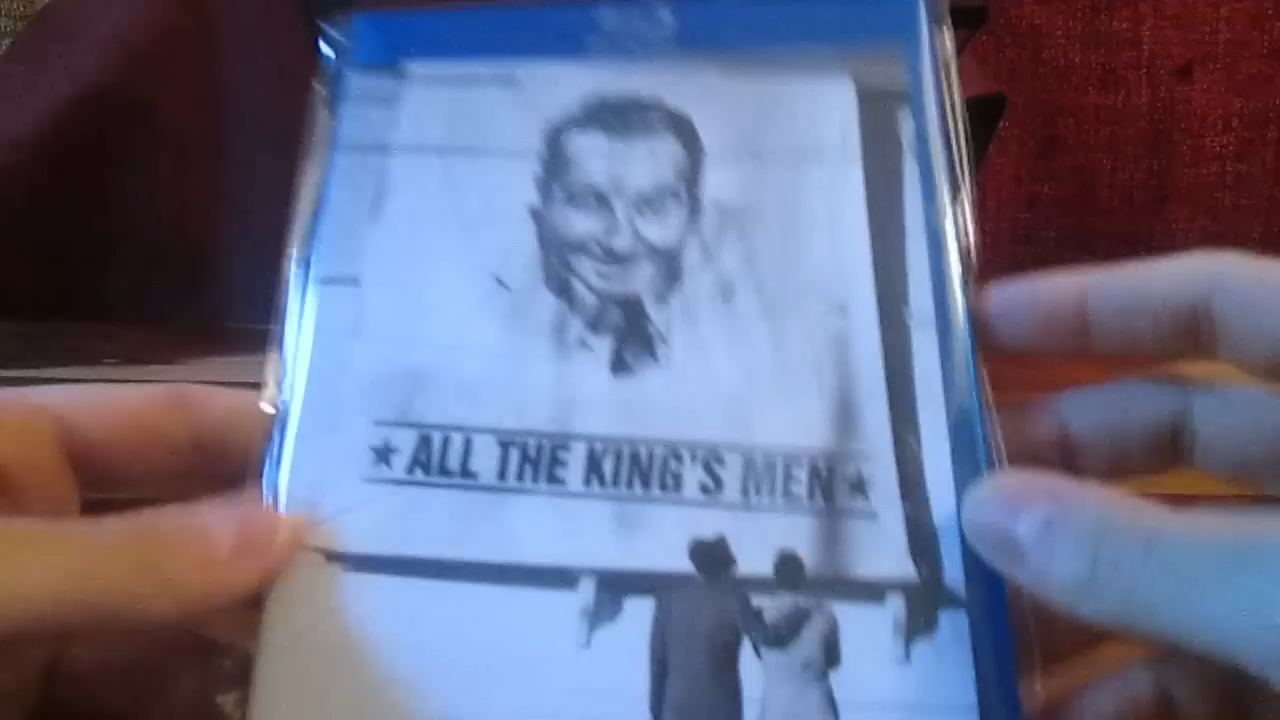 ★ ALL THE KING'S MEN ★